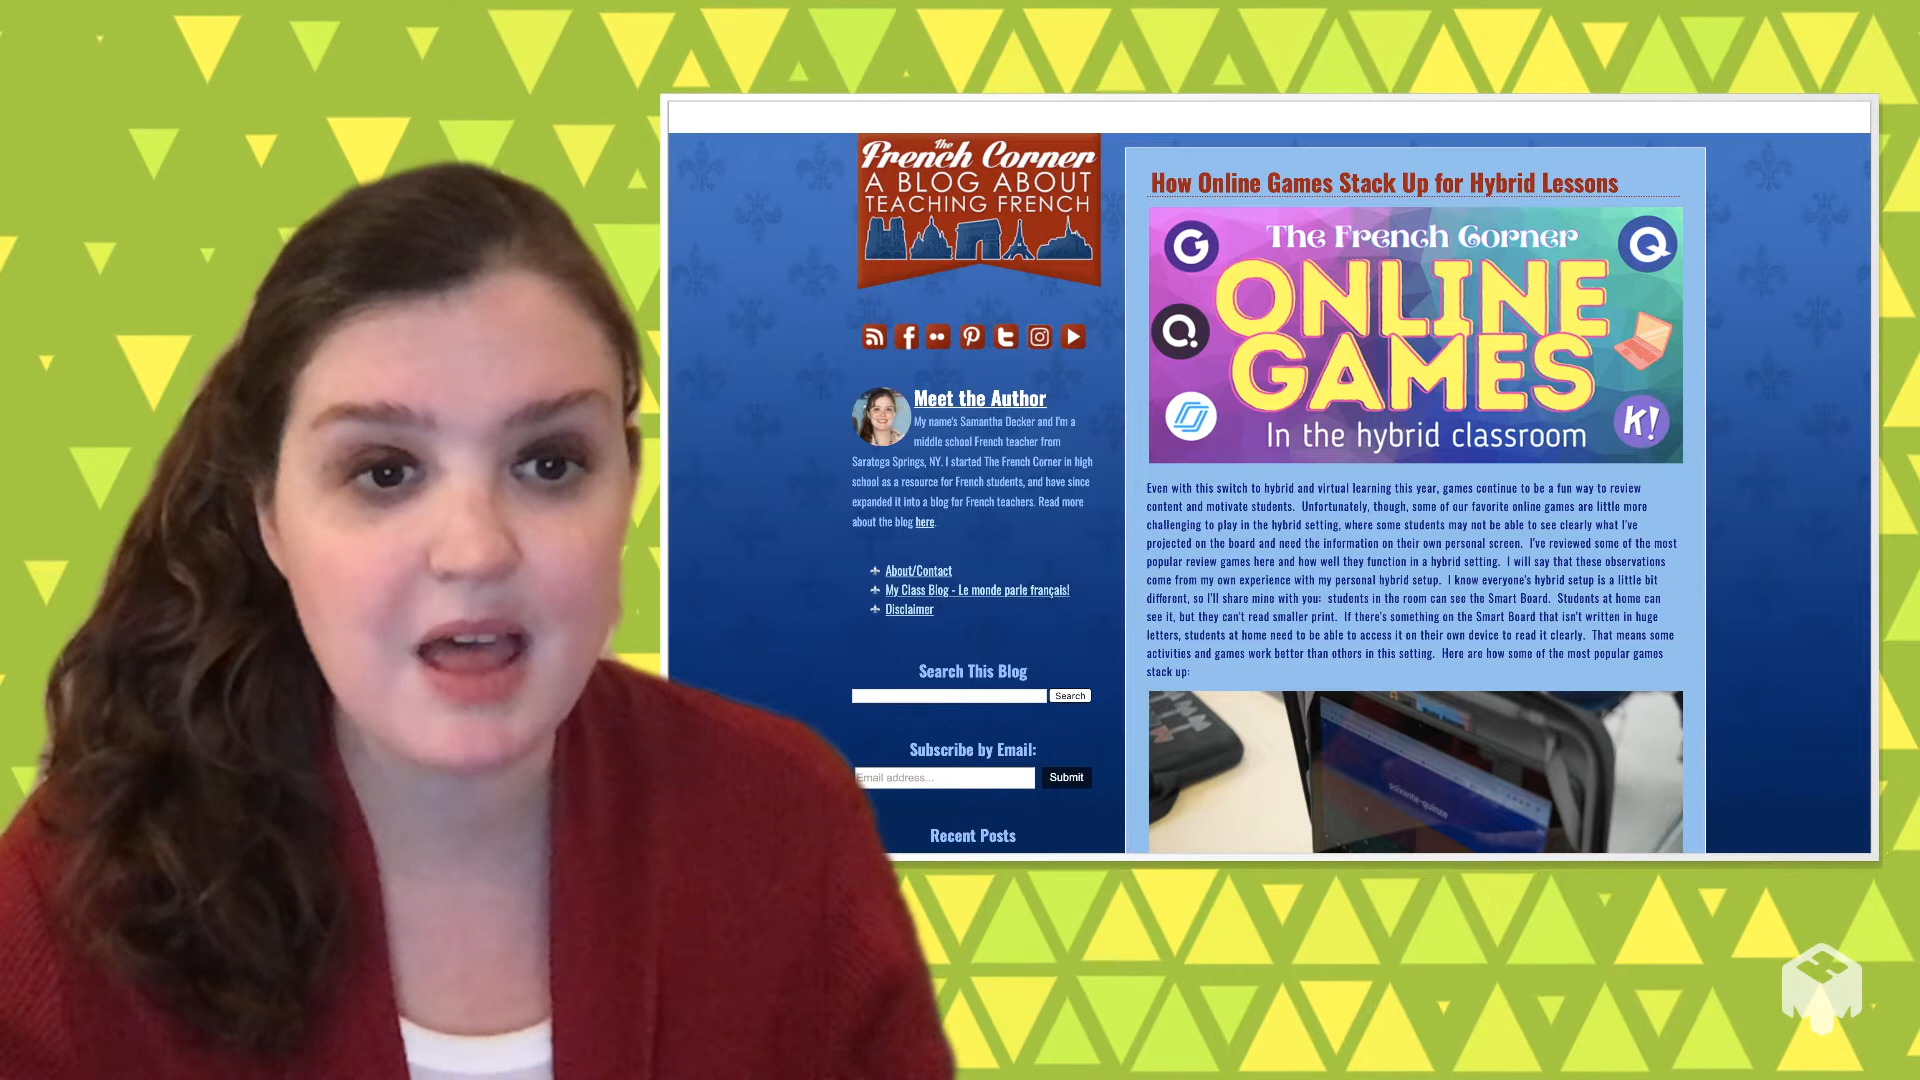 The
French Corner
A BLOG ABOUT
TEACHING FRENCH
Meet the Author
My name's Samantha Decker and I'm a
middle school French teacher from
Saratoga Springs, NY. I started The French Corner in high
school as a resource for French students, and have since
expanded it into a blog for French teachers. Read more
about the blog here.
About/Contact
My Class Blog - Le monde parle français!
Disclaimer
Search This Blog
Search
Subscribe by Email:
Email address...
Submit
Recent Posts
How Online Games Stack Up for Hybrid Lessons
G
The French Corner
Q
ONLINE
Q.
GAMES
K!
In the hybrid classroom
Even with this switch to hybrid and virtual learning this year, games continue to be a fun way to review
content and motivate students. Unfortunately, though, some of our favorite online games are little more
challenging to play in the hybrid setting, where some students may not be able to see clearly what I've
projected on the board and need the information on their own personal screen. I've reviewed some of the most
popular review games here and how well they function in a hybrid setting. I will say that these observations
come from my own experience with my personal hybrid setup. I know everyone's hybrid setup is a little bit
different, so I'll share mine with you: students in the room can see the Smart Board. Students at home can
see it, but they can't read smaller print. If there's something on the Smart Board that isn't written in huge
letters, students at home need to be able to access it on their own device to read it clearly. That means some
activities and games work better than others in this setting. Here are how some of the most popular games
stack up:
soixante-quinze